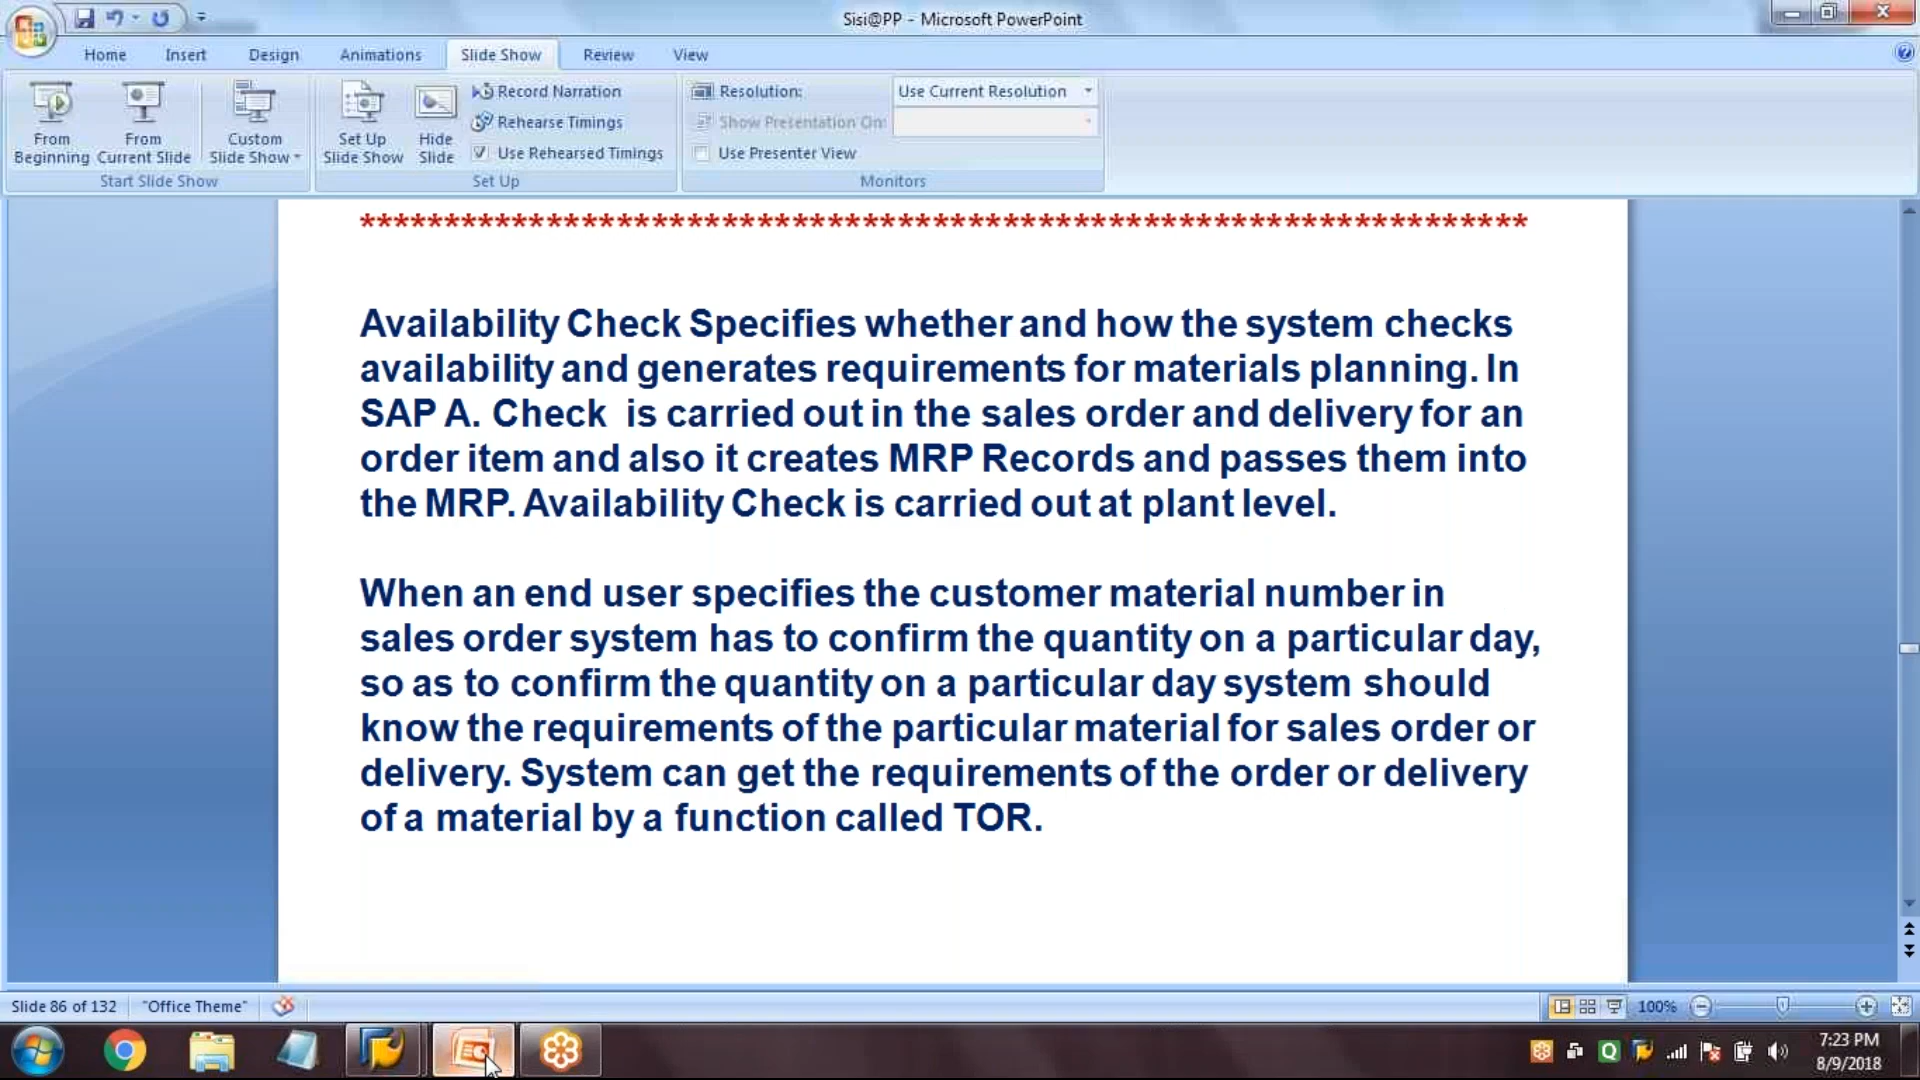 Sisi@PP - Microsoft PowerPoint
Home Insert Design Animations Slide Show Review View
From Beginning
From Current Slide
Custom Slide Show
Start Slide Show
Set Up Slide Show
Hide Slide
Record Narration
Rehearse Timings
Use Rehearsed Timings
Set Up
Resolution: Use Current Resolution
Show Presentation On:
Use Presenter View
Monitors
*******************************************************************
Availability Check Specifies whether and how the system checks
availability and generates requirements for materials planning. In
SAP A. Check is carried out in the sales order and delivery for an
order item and also it creates MRP Records and passes them into
the MRP. Availability Check is carried out at plant level.
When an end user specifies the customer material number in
sales order system has to confirm the quantity on a particular day,
so as to confirm the quantity on a particular day system should
know the requirements of the particular material for sales order or
delivery. System can get the requirements of the order or delivery
of a material by a function called TOR.
Slide 86 of 132 "Office Theme" 100%
7:23 PM
8/9/2018